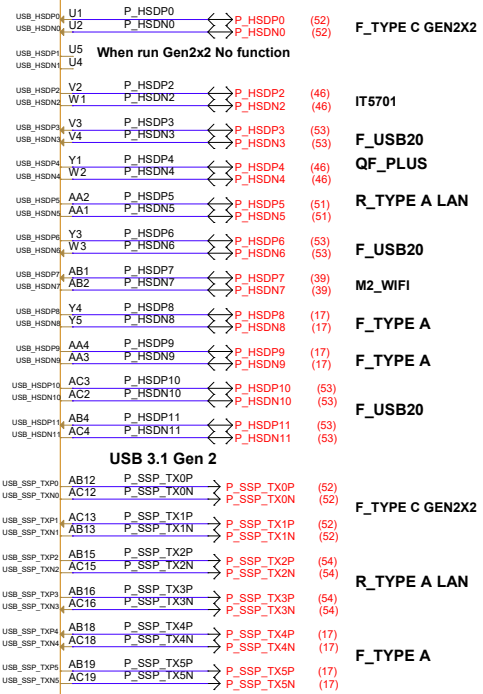 USB_HSDP0 U1 P_HSDP0 P_HSDP0 (52)
USB_HSDN0 U2 P_HSDN0 P_HSDN0 (52)
F_TYPE C GEN2X2
USB_HSDP1 U5
USB_HSDN1 U4
When run Gen2x2 No function
USB_HSDP2 V2 P_HSDP2 P_HSDP2 (46)
USB_HSDN2 W1 P_HSDN2 P_HSDN2 (46)
IT5701
USB_HSDP3 V3 P_HSDP3 P_HSDP3 (53)
USB_HSDN3 V4 P_HSDN3 P_HSDN3 (53)
F_USB20
USB_HSDP4 Y1 P_HSDP4 P_HSDP4 (46)
USB_HSDN4 W2 P_HSDN4 P_HSDN4 (46)
QF_PLUS
USB_HSDP5 AA2 P_HSDP5 P_HSDP5 (51)
USB_HSDN5 AA1 P_HSDN5 P_HSDN5 (51)
R_TYPE A LAN
USB_HSDP6 Y3 P_HSDP6 P_HSDP6 (53)
USB_HSDN6 W3 P_HSDN6 P_HSDN6 (53)
F_USB20
USB_HSDP7 AB1 P_HSDP7 P_HSDP7 (39)
USB_HSDN7 AB2 P_HSDN7 P_HSDN7 (39)
M2_WIFI
USB_HSDP8 Y4 P_HSDP8 P_HSDP8 (17)
USB_HSDN8 Y5 P_HSDN8 P_HSDN8 (17)
F_TYPE A
USB_HSDP9 AA4 P_HSDP9 P_HSDP9 (17)
USB_HSDN9 AA3 P_HSDN9 P_HSDN9 (17)
F_TYPE A
USB_HSDP10 AC3 P_HSDP10 P_HSDP10 (53)
USB_HSDN10 AC2 P_HSDN10 P_HSDN10 (53)
F_USB20
USB_HSDP11 AB4 P_HSDP11 P_HSDP11 (53)
USB_HSDN11 AC4 P_HSDN11 P_HSDN11 (53)
USB 3.1 Gen 2
USB_SSP_TXP0 AB12 P_SSP_TX0P P_SSP_TX0P (52)
USB_SSP_TXN0 AC12 P_SSP_TX0N P_SSP_TX0N (52)
F_TYPE C GEN2X2
USB_SSP_TXP1 AC13 P_SSP_TX1P P_SSP_TX1P (52)
USB_SSP_TXN1 AB13 P_SSP_TX1N P_SSP_TX1N (52)
USB_SSP_TXP2 AB15 P_SSP_TX2P P_SSP_TX2P (54)
USB_SSP_TXN2 AC15 P_SSP_TX2N P_SSP_TX2N (54)
R_TYPE A LAN
USB_SSP_TXP3 AB16 P_SSP_TX3P P_SSP_TX3P (54)
USB_SSP_TXN3 AC16 P_SSP_TX3N P_SSP_TX3N (54)
USB_SSP_TXP4 AB18 P_SSP_TX4P P_SSP_TX4P (17)
USB_SSP_TXN4 AC18 P_SSP_TX4N P_SSP_TX4N (17)
F_TYPE A
USB_SSP_TXP5 AB19 P_SSP_TX5P P_SSP_TX5P (17)
USB_SSP_TXN5 AC19 P_SSP_TX5N P_SSP_TX5N (17)